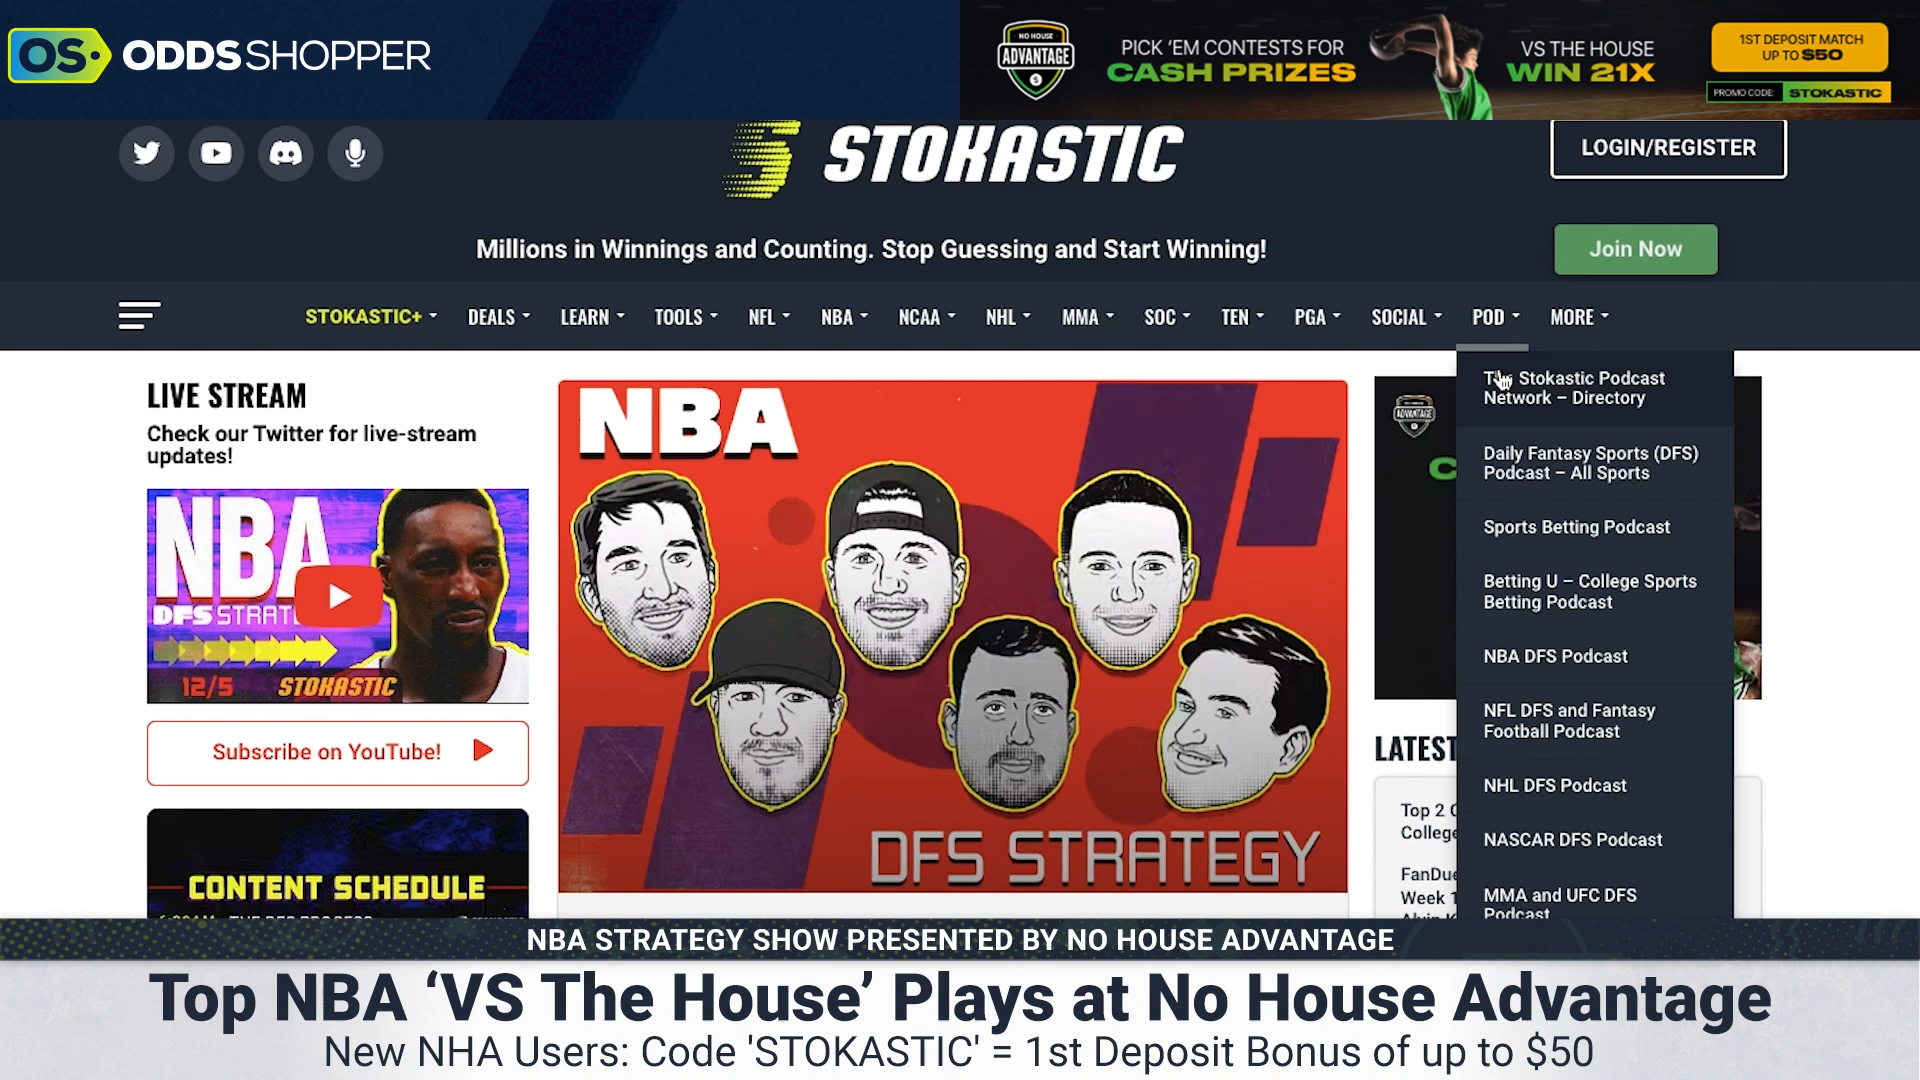 OS. ODDSSHOPPER
NO HOUSE
ADVANTAGE
PICK ‘EM CONTESTS FOR
CASH PRIZES
VS THE HOUSE
WIN 21X
1ST DEPOSIT MATCH
UP TO $50
PROMO CODE: STOKASTIC
STOKASTIC
LOGIN/REGISTER
Millions in Winnings and Counting. Stop Guessing and Start Winning!
Join Now
STOKASTIC+ DEALS LEARN TOOLS NFL NBA NCAA NHL MMA SOC TEN PGA SOCIAL POD MORE
LIVE STREAM
Check our Twitter for live-stream
updates!
NBA
DFS STRAT
12/5 STOKASTIC
Subscribe on YouTube!
CONTENT SCHEDULE
NBA
DFS STRATEGY
ADVANTAGE
C
Stokastic Podcast
Network – Directory
Daily Fantasy Sports (DFS)
Podcast – All Sports
Sports Betting Podcast
Betting U – College Sports
Betting Podcast
NBA DFS Podcast
NFL DFS and Fantasy
Football Podcast
NHL DFS Podcast
NASCAR DFS Podcast
MMA and UFC DFS
Podcast
LATEST
Top 2
College
FanDue
Week 1
NBA STRATEGY SHOW PRESENTED BY NO HOUSE ADVANTAGE
Top NBA ‘VS The House’ Plays at No House Advantage
New NHA Users: Code 'STOKASTIC' = 1st Deposit Bonus of up to $50